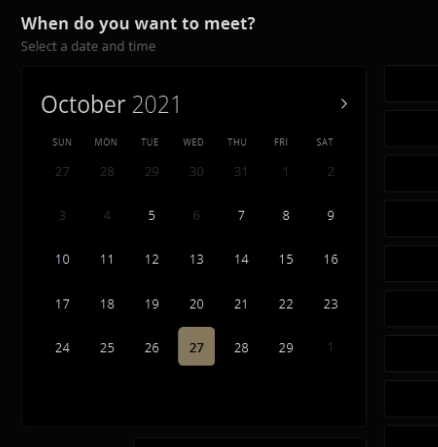 When do you want to meet?
Select a date and time
October 2021
SUN MON TUE WED THU FRI SAT
27 28 29 30 31 1 2
3 4 5 6 7 8 9
10 11 12 13 14 15 16
17 18 19 20 21 22 23
24 25 26 27 28 29 1